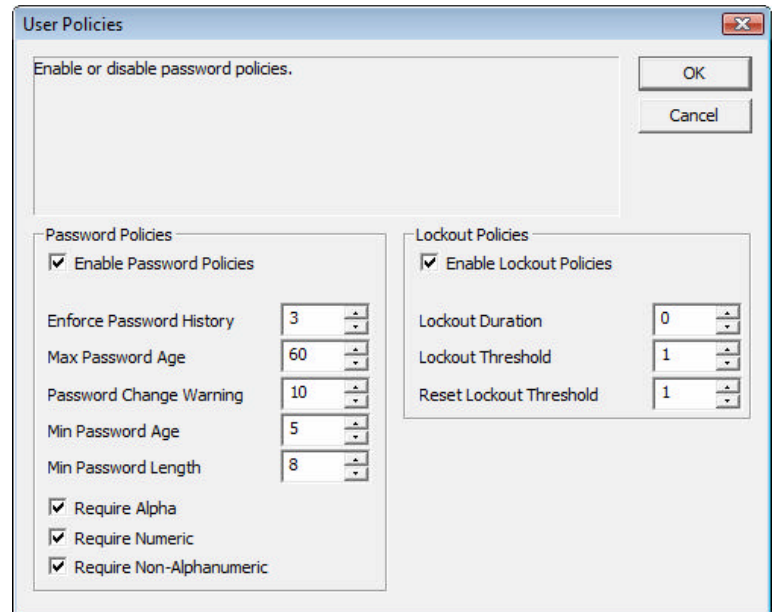 User Policies
Enable or disable password policies.
OK
Cancel
Password Policies
Enable Password Policies
Enforce Password History 3
Max Password Age 60
Password Change Warning 10
Min Password Age 5
Min Password Length 8
Require Alpha
Require Numeric
Require Non-Alphanumeric
Lockout Policies
Enable Lockout Policies
Lockout Duration 0
Lockout Threshold 1
Reset Lockout Threshold 1